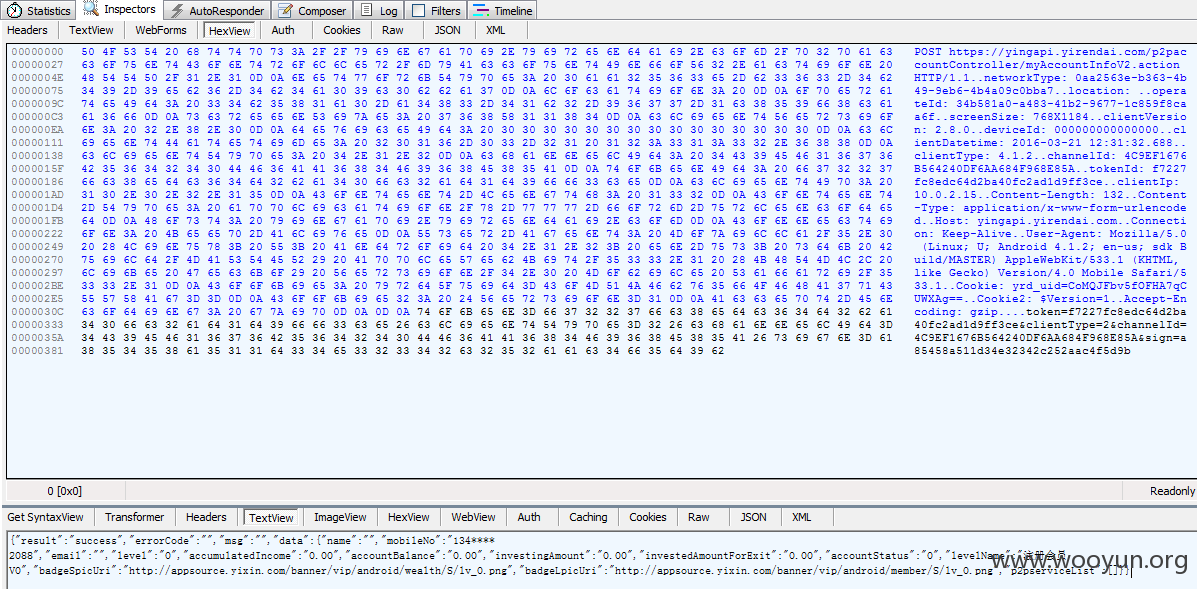 Statistics Inspectors AutoResponder Composer Log Filters Timeline
Headers TextView WebForms HexView Auth Cookies Raw JSON XML
00000000 50 4F 53 54 20 68 74 74 70 73 3A 2F 2F 79 69 6E 67 61 70 69 2E 79 69 72 65 6E 64 61 69 2E 63 6F 6D 2F 70 32 70 61 63 POST https://yingapi.yirendai.com/p2pac
00000027 63 6F 75 6E 74 43 6F 6E 74 72 6F 6C 6C 65 72 2F 6D 79 41 63 63 6F 75 6E 74 49 6E 66 6F 56 32 2E 61 63 74 69 6F 6E 20 countController/myAccountInfoV2.action
0000004E 48 54 54 50 2F 31 2E 31 0D 0A 6E 65 74 77 6F 72 6B 54 79 70 65 3A 20 30 61 61 32 35 36 33 65 2D 62 33 36 33 2D 34 62 HTTP/1.1..networkType: 0aa2563e-b363-4b
00000075 34 39 2D 39 65 62 36 2D 34 62 34 61 30 39 63 30 62 62 61 37 0D 0A 6C 6F 63 61 74 69 6F 6E 3A 20 0D 0A 6F 70 65 72 61 49-9eb6-4b4a09c0bba7..location: ..opera
0000009C 74 65 49 64 3A 20 33 34 62 35 38 31 61 30 2D 61 34 38 33 2D 34 31 62 32 2D 39 36 37 37 2D 31 63 38 35 39 66 38 63 61 teId: 34b581a0-a483-41b2-9677-1c859f8ca
000000C3 61 36 66 0D 0A 73 63 72 65 65 6E 53 69 7A 65 3A 20 37 36 38 58 31 31 38 34 0D 0A 63 6C 69 65 6E 74 56 65 72 73 69 6F a6f..screenSize: 768X1184..clientVersio
000000EA 6E 3A 20 32 2E 38 2E 30 0D 0A 64 65 76 69 63 65 49 64 3A 20 30 30 30 30 30 30 30 30 30 30 30 30 30 30 30 0D 0A 63 6C n: 2.8.0..deviceId: 000000000000000..cl
00000111 69 65 6E 74 44 61 74 65 74 69 6D 65 3A 20 32 30 31 36 2D 30 33 2D 32 31 20 31 32 3A 33 31 3A 33 32 2E 36 38 38 0D 0A ientDatetime: 2016-03-21 12:31:32.688..
00000138 63 6C 69 65 6E 74 54 79 70 65 3A 20 34 2E 31 2E 32 0D 0A 63 68 61 6E 6E 65 6C 49 64 3A 20 34 43 39 45 46 31 36 37 36 clientType: 4.1.2..channelId: 4C9EF1676
0000015F 42 35 36 34 32 34 30 44 46 36 41 41 36 38 34 46 39 36 38 45 38 35 41 0D 0A 74 6F 6B 65 6E 49 64 3A 20 66 37 32 32 37 B564240DF6AA684F968E85A..tokenId: f7227
00000186 66 63 38 65 64 63 36 34 64 32 62 61 34 30 66 63 32 61 64 31 64 39 66 66 33 63 65 0D 0A 63 6C 69 65 6E 74 49 70 3A 20 fc8edc64d2ba40fc2ad1d9ff3ce..clientIp:
000001AD 31 30 2E 30 2E 32 2E 31 35 0D 0A 43 6F 6E 74 65 6E 74 2D 4C 65 6E 67 74 68 3A 20 31 33 32 0D 0A 43 6F 6E 74 65 6E 74 10.0.2.15..Content-Length: 132..Content
000001D4 2D 54 79 70 65 3A 20 61 70 70 6C 69 63 61 74 69 6F 6E 2F 78 2D 77 77 77 2D 66 6F 72 6D 2D 75 72 6C 65 6E 63 6F 64 65 -Type: application/x-www-form-urlencode
000001FB 64 0D 0A 48 6F 73 74 3A 20 79 69 6E 67 61 70 69 2E 79 69 72 65 6E 64 61 69 2E 63 6F 6D 0D 0A 43 6F 6E 6E 65 63 74 69 d..Host: yingapi.yirendai.com..Connecti
00000222 6F 6E 3A 20 4B 65 65 70 2D 41 6C 69 76 65 0D 0A 55 73 65 72 2D 41 67 65 6E 74 3A 20 4D 6F 7A 69 6C 6C 61 2F 35 2E 30 on: Keep-Alive..User-Agent: Mozilla/5.0
00000249 20 28 4C 69 6E 75 78 3B 20 55 3B 20 41 6E 64 72 6F 69 64 20 34 2E 31 2E 32 3B 20 65 6E 2D 75 73 3B 20 73 64 6B 20 42 (Linux; U; Android 4.1.2; en-us; sdk B
00000270 75 69 6C 64 2F 4D 41 53 54 45 52 29 20 41 70 70 6C 65 57 65 62 4B 69 74 2F 35 33 33 2E 31 20 28 4B 48 54 4D 4C 2C 20 uild/MASTER) AppleWebKit/533.1 (KHTML,
00000297 6C 69 6B 65 20 47 65 63 6B 6F 29 20 56 65 72 73 69 6F 6E 2F 34 2E 30 20 4D 6F 62 69 6C 65 20 53 61 66 61 72 69 2F 35 like Gecko) Version/4.0 Mobile Safari/5
000002BE 33 33 2E 31 0D 0A 43 6F 6F 6B 69 65 3A 20 79 72 64 5F 75 69 64 3D 43 6F 4D 51 4A 46 62 76 35 66 4F 46 48 41 37 71 43 33.1..Cookie: yrd_uid=CoMQJFbv5fOFHA7qC
000002E5 55 57 58 41 67 3D 3D 0D 0A 43 6F 6F 6B 69 65 32 3A 20 24 56 65 72 73 69 6F 6E 3D 31 0D 0A 41 63 63 65 70 74 2D 45 6E UWXAg==..Cookie2: $Version=1..Accept-En
0000030C 63 6F 64 69 6E 67 3A 20 67 7A 69 70 0D 0A 0D 0A 74 6F 6B 65 6E 3D 66 37 32 32 37 66 63 38 65 64 63 36 34 64 32 62 61 coding: gzip....token=f7227fc8edc64d2ba
00000333 34 30 66 63 32 61 64 31 64 39 66 66 33 63 65 26 63 6C 69 65 6E 74 54 79 70 65 3D 32 26 63 68 61 6E 6E 65 6C 49 64 3D 40fc2ad1d9ff3ce&clientType=2&channelId=
0000035A 34 43 39 45 46 31 36 37 36 42 35 36 34 32 34 30 44 46 36 41 41 36 38 34 46 39 36 38 45 38 35 41 26 73 69 67 6E 3D 61 4C9EF1676B564240DF6AA684F968E85A&sign=a
00000381 38 35 34 35 38 61 35 31 31 64 33 34 65 33 32 33 34 32 63 32 35 32 61 61 63 34 66 35 64 39 62 85458a511d34e32342c252aac4f5d9b
0 [0x0] Readonly
Get SyntaxView Transformer Headers TextView ImageView HexView WebView Auth Caching Cookies Raw JSON XML
{"result":"success","errorCode":"","msg":"","data":{"name":"","mobileNo":"134****
2088","email":"","level":"0","accumulatedIncome":"0.00","accountBalance":"0.00","investingAmount":"0.00","investedAmountForExit":"0.00","accountStatus":"0","levelName":"注册会员
V0","badgeSpicUri":"http://appsource.yixin.com/banner/vip/android/wealth/S/lv_0.png","badgeLpicUri":"http://appsource.yixin.com/banner/vip/android/member/S/lv_0.png","p2pserviceList":[]}}
www.wooyun.org